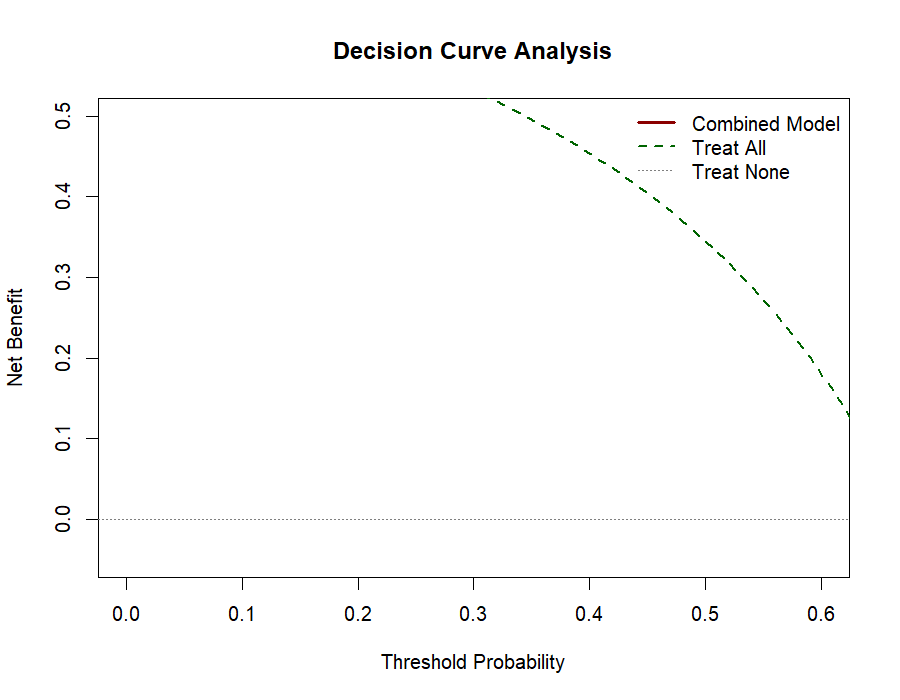 Decision Curve Analysis
Combined Model
Treat All
Treat None
0.5
0.4
0.3
0.2
0.1
0.0
Net Benefit
0.0 0.1 0.2 0.3 0.4 0.5 0.6
Threshold Probability